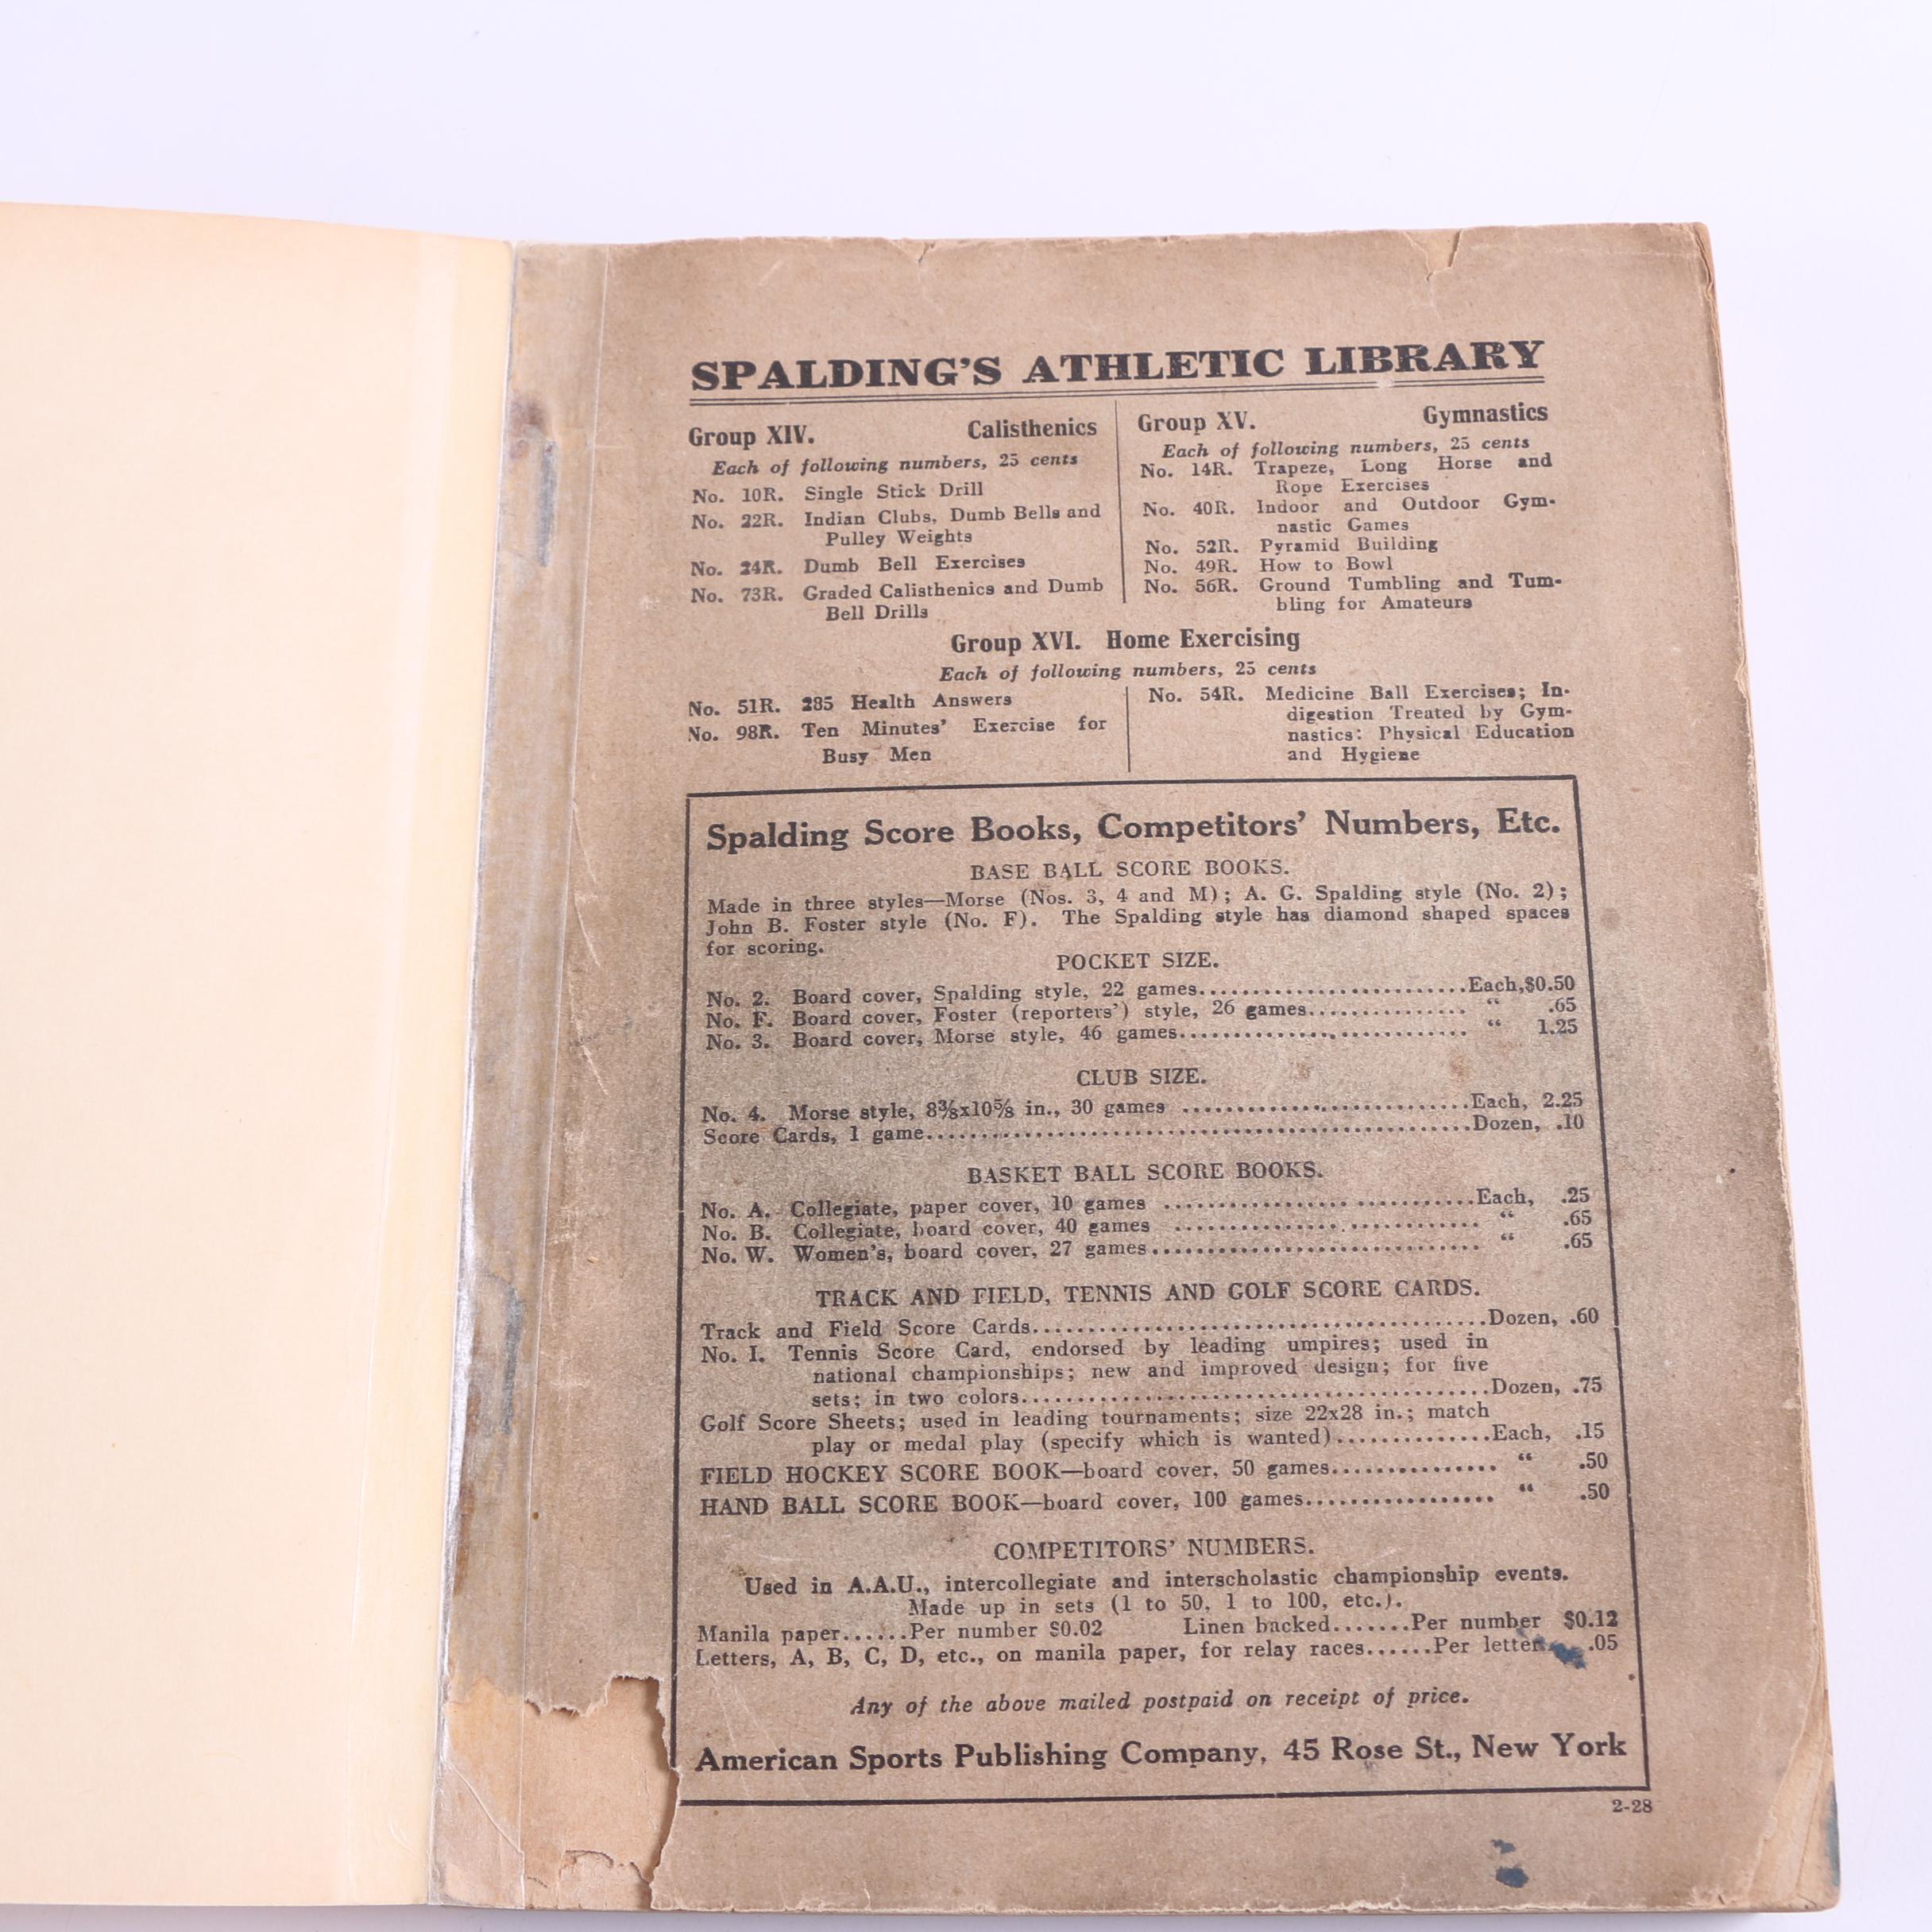 SPALDING'S ATHLETIC LIBRARY
Group XIV. Calisthenics
Each of following numbers, 25 cents
No. 10R. Single Stick Drill
No. 22R. Indian Clubs, Dumb Bells and
Pulley Weights
No. 24R. Dumb Bell Exercises
No. 73R. Graded Calisthenics and Dumb
Bell Drills
Group XV. Gymnastics
Each of following numbers, 25 cents
No. 14R. Trapeze, Long Horse and
Rope Exercises
No. 40R. Indoor and Outdoor Gym-
nastic Games
No. 52R. Pyramid Building
No. 49R. How to Bowl
No. 56R. Ground Tumbling and Tum-
bling for Amateurs
Group XVI. Home Exercising
Each of following numbers, 25 cents
No. 51R. 285 Health Answers
No. 98R. Ten Minutes' Exercise for
Busy Men
No. 54R. Medicine Ball Exercises; In-
digestion Treated by Gym-
nastics: Physical Education
and Hygiene
Spalding Score Books, Competitors' Numbers, Etc.
BASE BALL SCORE BOOKS.
Made in three styles—Morse (Nos. 3, 4 and M); A. G. Spalding style (No. 2);
John B. Foster style (No. F). The Spalding style has diamond shaped spaces
for scoring.
POCKET SIZE.
No. 2. Board cover, Spalding style, 22 games........................Each, $0.50
No. F. Board cover, Foster (reporters') style, 26 games............... " .65
No. 3. Board cover, Morse style, 46 games........................... " 1.25
CLUB SIZE.
No. 4. Morse style, 8⅜x10⅝ in., 30 games ..........................Each, 2.25
Score Cards, 1 game..................................................Dozen, .10
BASKET BALL SCORE BOOKS.
No. A. Collegiate, paper cover, 10 games ............................Each, .25
No. B. Collegiate, board cover, 40 games ............................ " .65
No. W. Women's, board cover, 27 games.............................. " .65
TRACK AND FIELD, TENNIS AND GOLF SCORE CARDS.
Track and Field Score Cards..........................................Dozen, .60
No. I. Tennis Score Card, endorsed by leading umpires; used in
national championships; new and improved design; for five
sets; in two colors...........................................Dozen, .75
Golf Score Sheets; used in leading tournaments; size 22x28 in.; match
play or medal play (specify which is wanted)..............Each, .15
FIELD HOCKEY SCORE BOOK—board cover, 50 games............... " .50
HAND BALL SCORE BOOK—board cover, 100 games................. " .50
COMPETITORS' NUMBERS.
Used in A.A.U., intercollegiate and interscholastic championship events.
Made up in sets (1 to 50, 1 to 100, etc.).
Manila paper......Per number $0.02 Linen backed.......Per number $0.12
Letters, A, B, C, D, etc., on manila paper, for relay races......Per letter .05
Any of the above mailed postpaid on receipt of price.
American Sports Publishing Company, 45 Rose St., New York
2-28